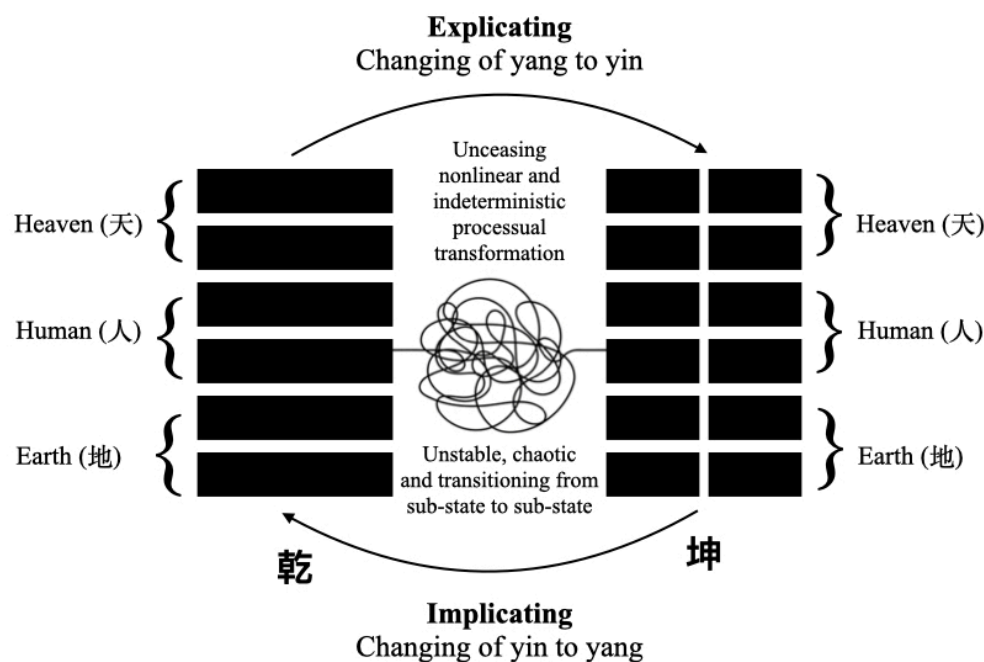 Explicating
Changing of yang to yin
Unceasing
nonlinear and
indeterministic
processual
transformation
Heaven (天)
Heaven (天)
Human (人)
Human (人)
Earth (地)
Earth (地)
Unstable, chaotic
and transitioning from
sub-state to sub-state
乾
坤
Implicating
Changing of yin to yang